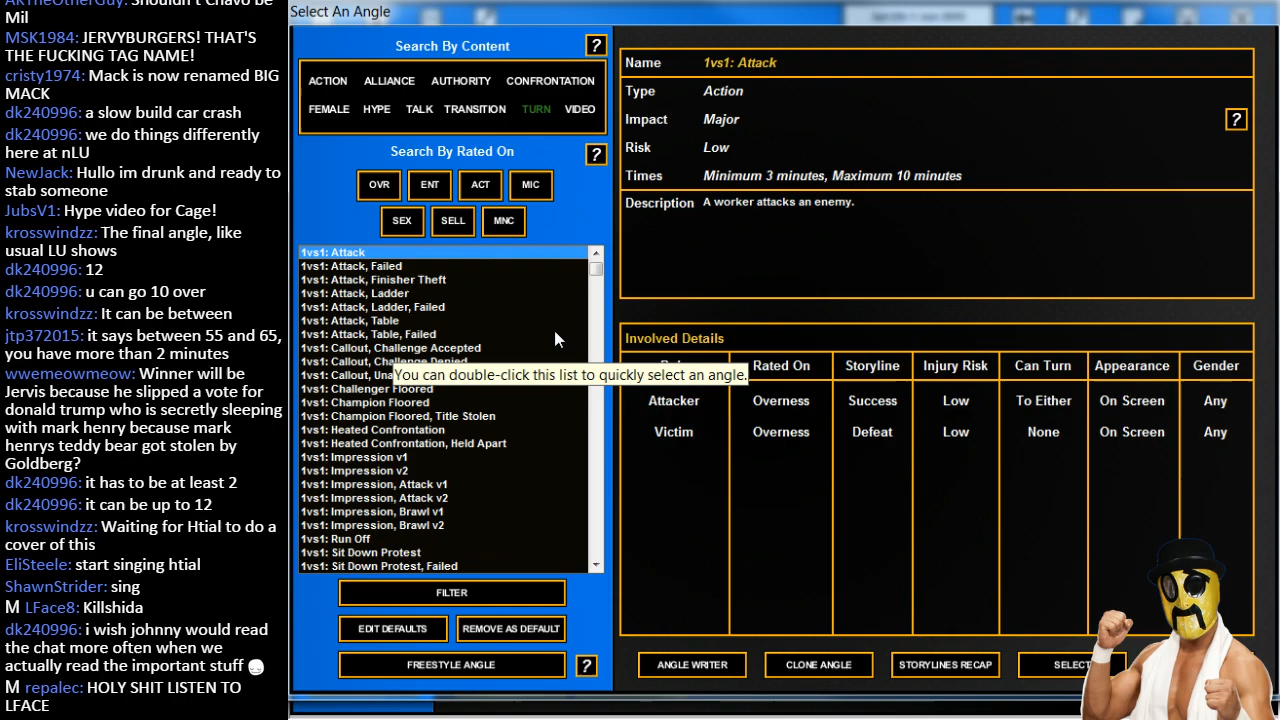 AKTheOtherGuy: Shouldn't Chavo be
Mil
MSK1984: JERVYBURGERS! THAT'S
THE FUCKING TAG NAME!
cristy1974: Mack is now renamed BIG
MACK
dk240996: a slow build car crash
dk240996: we do things differently
here at nLU
NewJack: Hullo im drunk and ready to
stab someone
JubsV1: Hype video for Cage!
krosswindzz: The final angle, like
usual LU shows
dk240996: 12
dk240996: u can go 10 over
krosswindzz: It can be between
jtp372015: it says between 55 and 65,
you have more than 2 minutes
wwemeowmeow: Winner will be
Jervis because he slipped a vote for
donald trump who is secretly sleeping
with mark henry because mark
henrys teddy bear got stolen by
Goldberg?
dk240996: it has to be at least 2
dk240996: it can be up to 12
krosswindzz: Waiting for Htial to do a
cover of this
EliSteele: start singing htial
ShawnStrider: sing
M LFace8: Killshida
dk240996: i wish johnny would read
the chat more often when we
actually read the important stuff
M repalec: HOLY SHIT LISTEN TO
LFACE
Select An Angle
Search By Content ?
ACTION ALLIANCE AUTHORITY CONFRONTATION
FEMALE HYPE TALK TRANSITION TURN VIDEO
Search By Rated On ?
OVR ENT ACT MIC
SEX SELL MNC
1vs1: Attack
1vs1: Attack, Failed
1vs1: Attack, Finisher Theft
1vs1: Attack, Ladder
1vs1: Attack, Ladder, Failed
1vs1: Attack, Table
1vs1: Attack, Table, Failed
1vs1: Callout, Challenge Accepted
1vs1: Callout, Challenge Denied
1vs1: Callout, Una
You can double-click this list to quickly select an angle.
1vs1: Challenger Floored
1vs1: Champion Floored
1vs1: Champion Floored, Title Stolen
1vs1: Heated Confrontation
1vs1: Heated Confrontation, Held Apart
1vs1: Impression v1
1vs1: Impression v2
1vs1: Impression, Attack v1
1vs1: Impression, Attack v2
1vs1: Impression, Brawl v1
1vs1: Impression, Brawl v2
1vs1: Run Off
1vs1: Sit Down Protest
1vs1: Sit Down Protest, Failed
FILTER
EDIT DEFAULTS REMOVE AS DEFAULT
FREESTYLE ANGLE ?
Name 1vs1: Attack
Type Action
Impact Major ?
Risk Low
Times Minimum 3 minutes, Maximum 10 minutes
Description A worker attacks an enemy.
Involved Details
Rated On Storyline Injury Risk Can Turn Appearance Gender
Attacker Overness Success Low To Either On Screen Any
Victim Overness Defeat Low None On Screen Any
ANGLE WRITER CLONE ANGLE STORYLINES RECAP SELECT